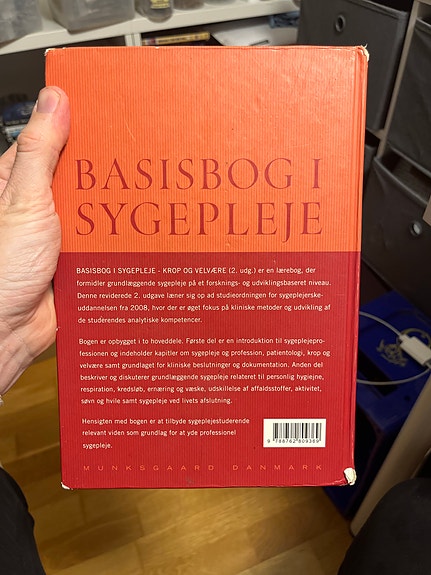 BASISBOG I
SYGEPLEJE
BASISBOG I SYGEPLEJE - KROP OG VELVÆRE (2. udg.) er en lærebog, der
formidler grundlæggende sygepleje på et forsknings- og udviklingsbaseret niveau.
Denne reviderede 2. udgave læner sig op ad studieordningen for sygeplejerske-
uddannelsen fra 2008, hvor der er øget fokus på kliniske metoder og udvikling af
de studerendes analytiske kompetencer.
Bogen er opbygget i to hoveddele. Første del er en introduktion til sygeplejepro-
fessionen og indeholder kapitler om sygepleje og profession, patientologi, krop og
velvære samt grundlaget for kliniske beslutninger og dokumentation. Anden del
beskriver og diskuterer grundlæggende sygepleje relateret til personlig hygiejne,
respiration, kredsløb, ernæring og væske, udskillelse af affaldsstoffer, aktivitet,
søvn og hvile samt sygepleje ved livets afslutning.
Hensigten med bogen er at tilbyde sygeplejestuderende
relevant viden som grundlag for at yde professionel
sygepleje.
9 788762 809369
MUNKSGAARD DANMARK